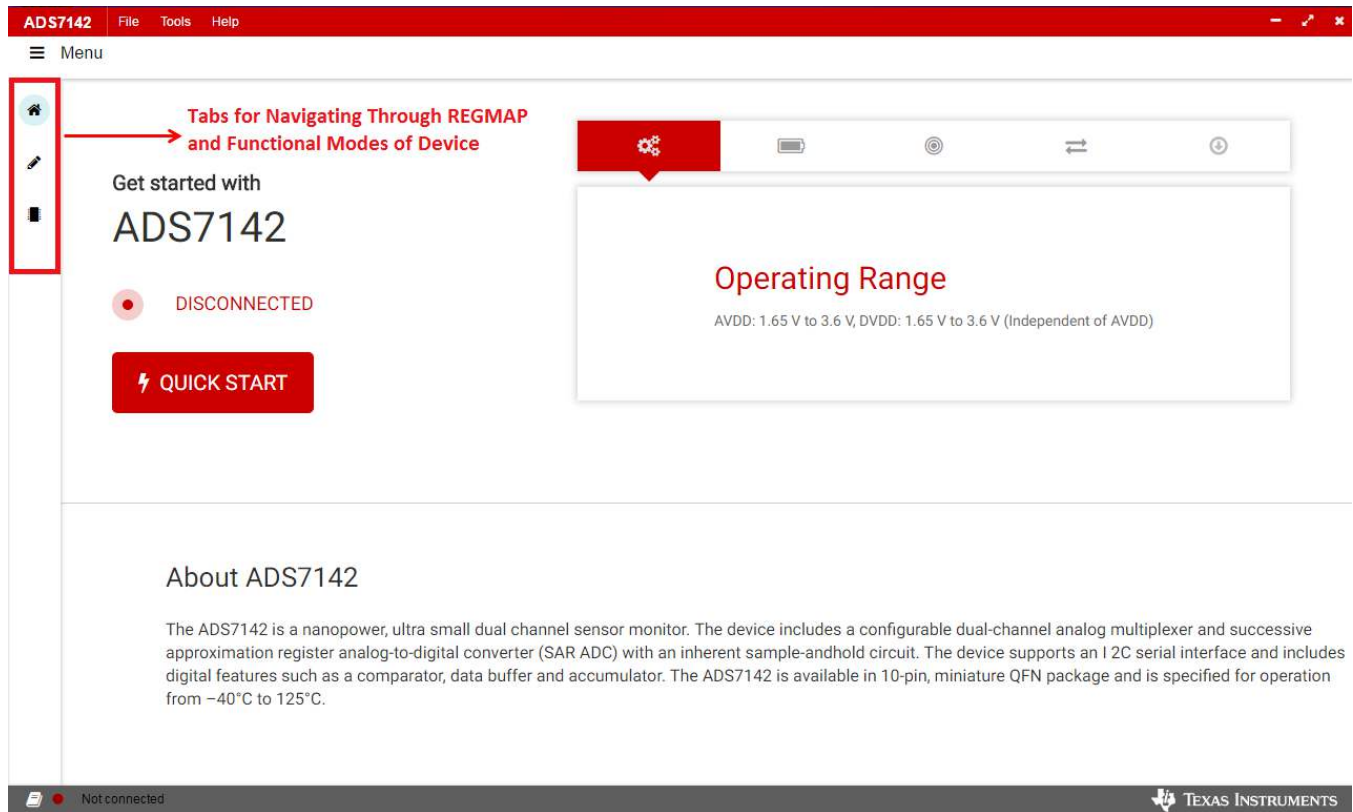 ADS7142 File Tools Help
Menu
Tabs for Navigating Through REGMAP
and Functional Modes of Device
Get started with
ADS7142
DISCONNECTED
QUICK START
Operating Range
AVDD: 1.65 V to 3.6 V, DVDD: 1.65 V to 3.6 V (Independent of AVDD)
About ADS7142
The ADS7142 is a nanopower, ultra small dual channel sensor monitor. The device includes a configurable dual-channel analog multiplexer and successive
approximation register analog-to-digital converter (SAR ADC) with an inherent sample-andhold circuit. The device supports an I 2C serial interface and includes
digital features such as a comparator, data buffer and accumulator. The ADS7142 is available in 10-pin, miniature QFN package and is specified for operation
from −40°C to 125°C.
Not connected
TEXAS INSTRUMENTS